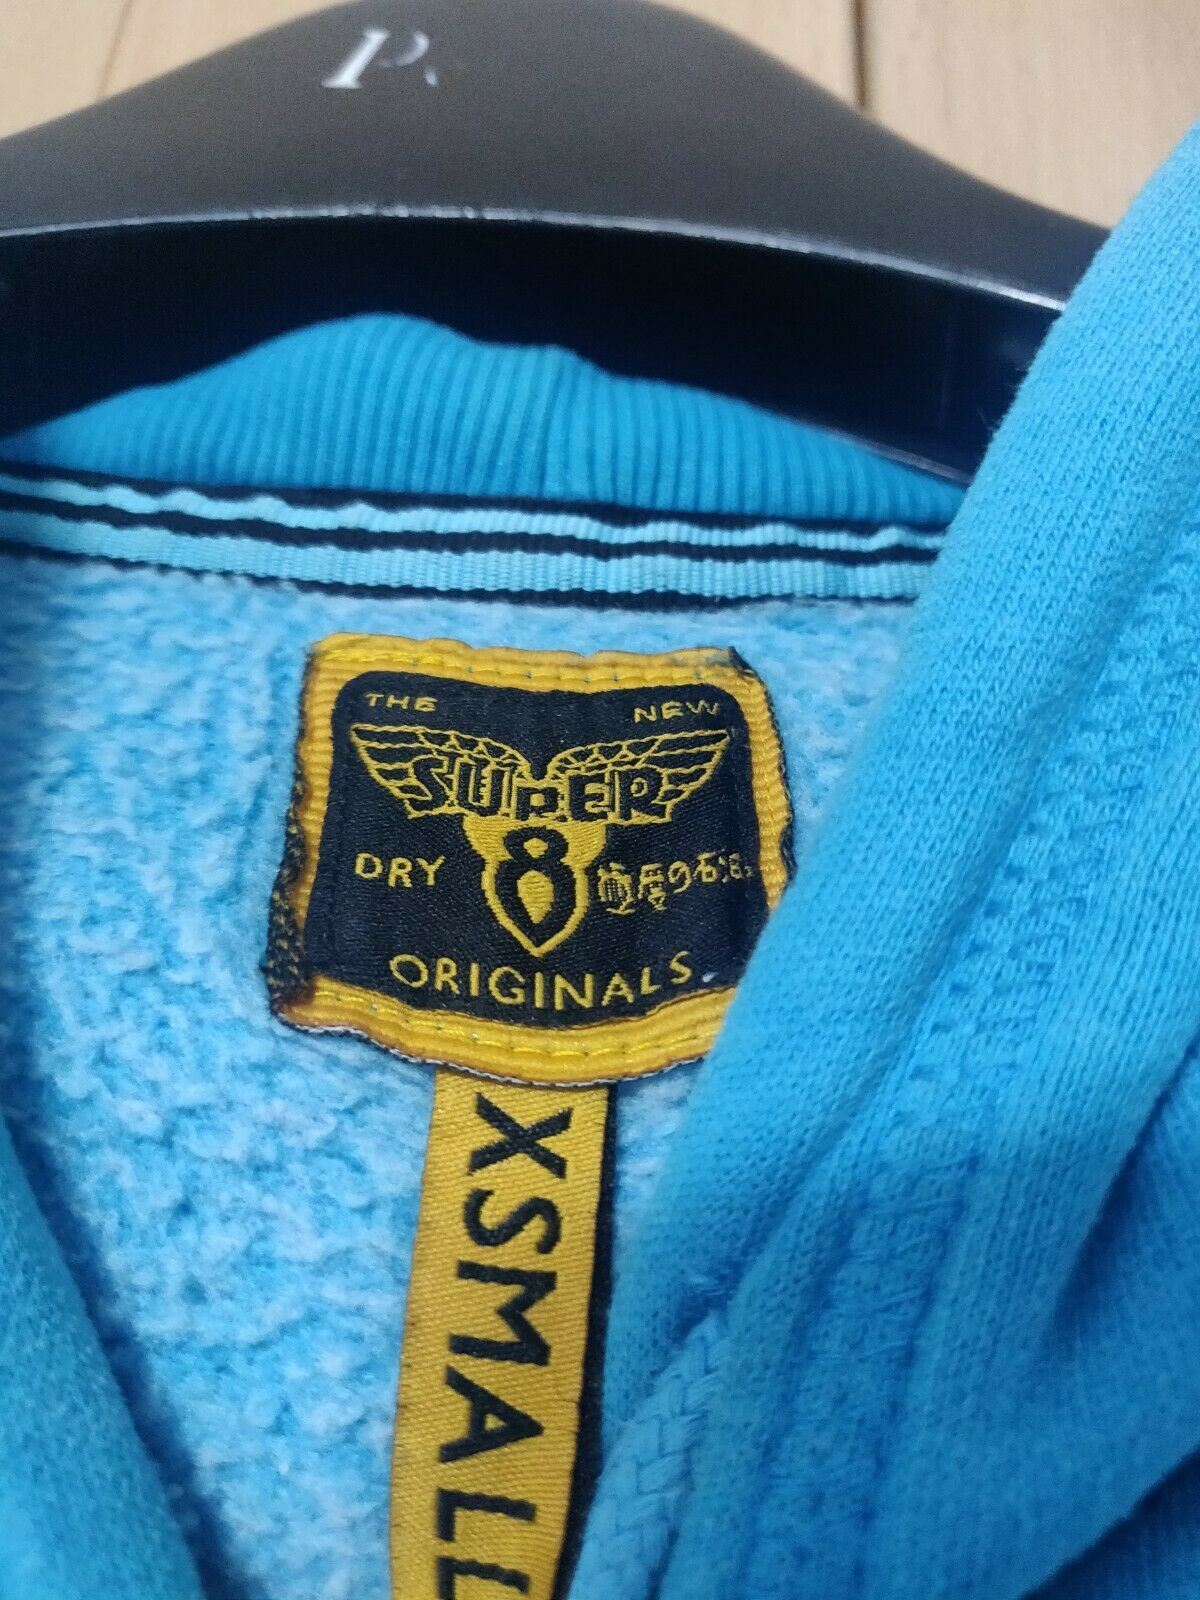 P
THE NEW
SUPER
DRY 8
ORIGINALS
XSMALL